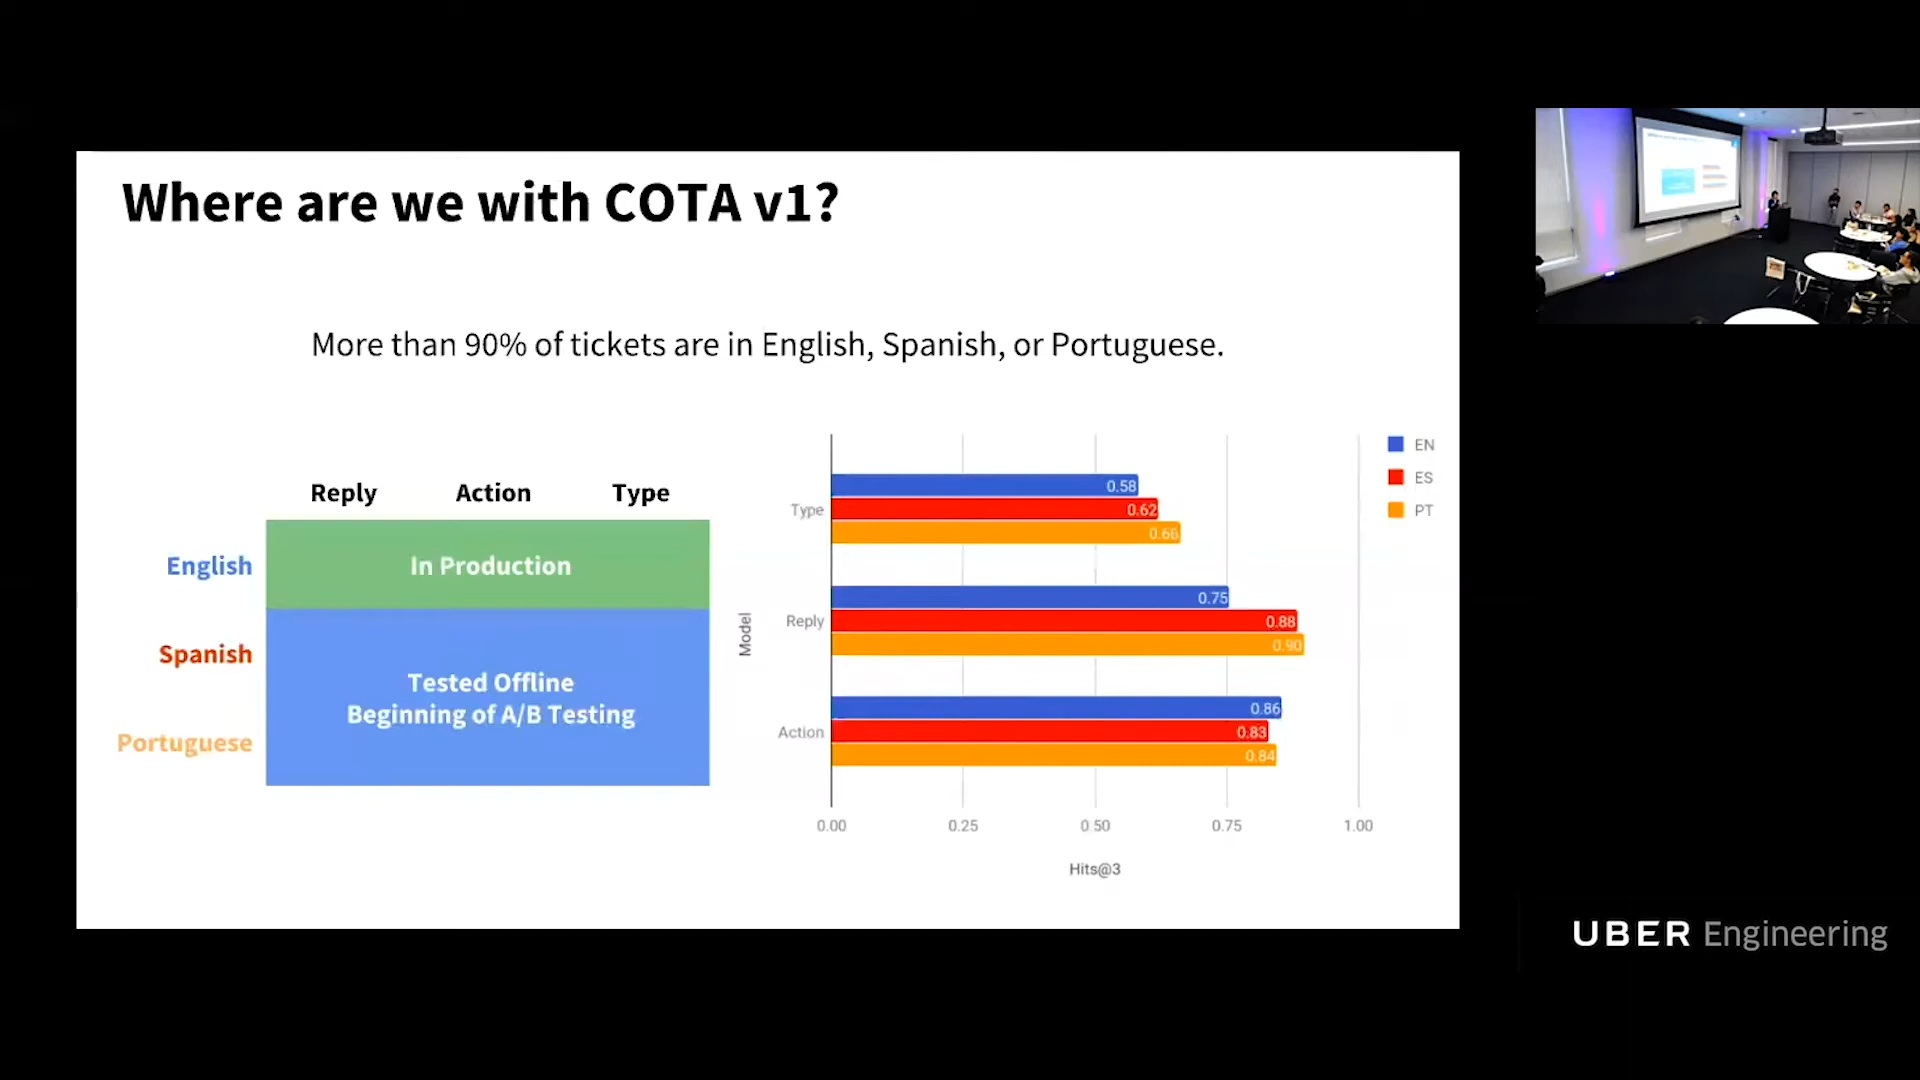 Where are we with COTA v1?
More than 90% of tickets are in English, Spanish, or Portuguese.
Reply Action Type
English
In Production
Spanish
Tested Offline
Beginning of A/B Testing
Portuguese
EN
ES
PT
Model
Type
0.58
0.62
0.66
Reply
0.75
0.88
0.90
Action
0.86
0.83
0.84
0.00 0.25 0.50 0.75 1.00
Hits@3
UBER Engineering